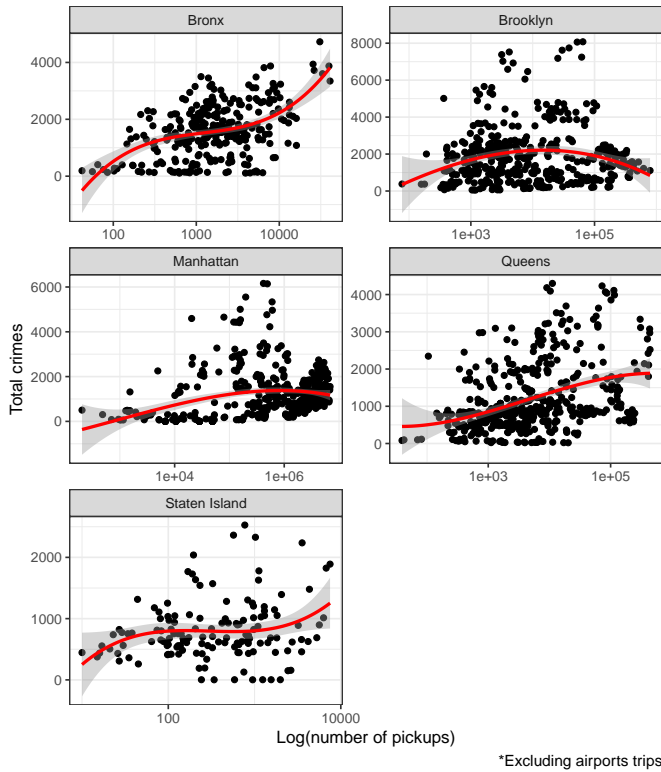 Bronx
Brooklyn
4000
2000
0
100
1000
10000
8000
6000
4000
2000
0
1e+03
1e+05
Manhattan
Queens
6000
4000
2000
0
1e+04
1e+06
4000
3000
2000
1000
0
1e+03
1e+05
Staten Island
2000
1000
0
100
10000
Total crimes
Log(number of pickups)
*Excluding airports trips